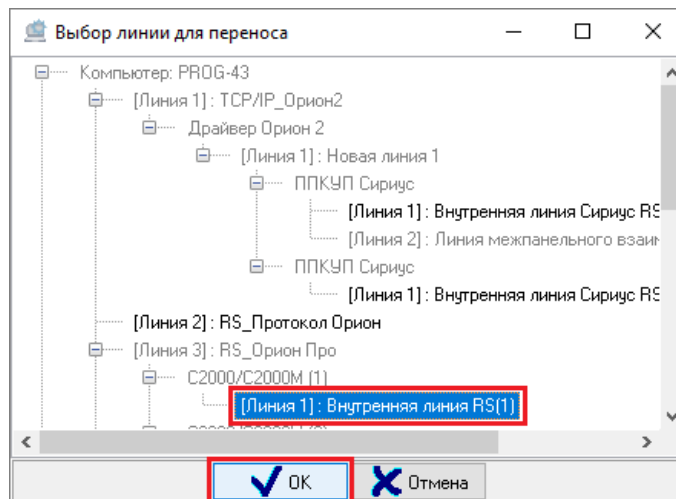 Выбор линии для переноса
Компьютер: PROG-43
[Линия 1] : TCP/IP_Орион2
Драйвер Орион 2
[Линия 1] : Новая линия 1
ППКУП Сириус
[Линия 1] : Внутренняя линия Сириус RS
[Линия 2] : Линия межпанельного взаи
ППКУП Сириус
[Линия 1] : Внутренняя линия Сириус RS
[Линия 2] : RS_Протокол Орион
[Линия 3] : RS_Орион Про
С2000/С2000М (1)
[Линия 1] : Внутренняя линия RS(1)
OK
Отмена